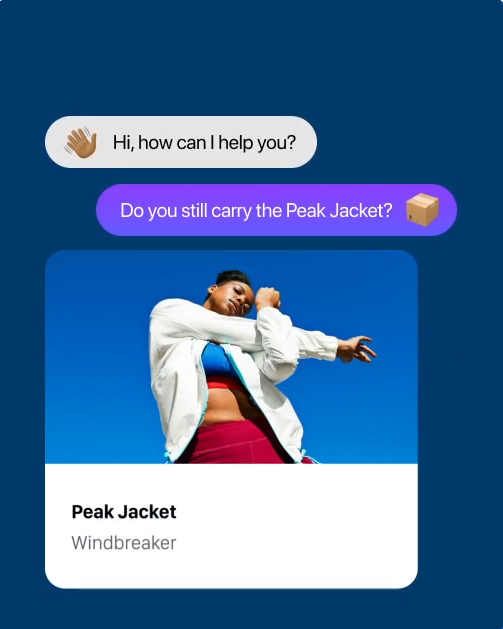 Hi, how can I help you?
Do you still carry the Peak Jacket?
Peak Jacket
Windbreaker